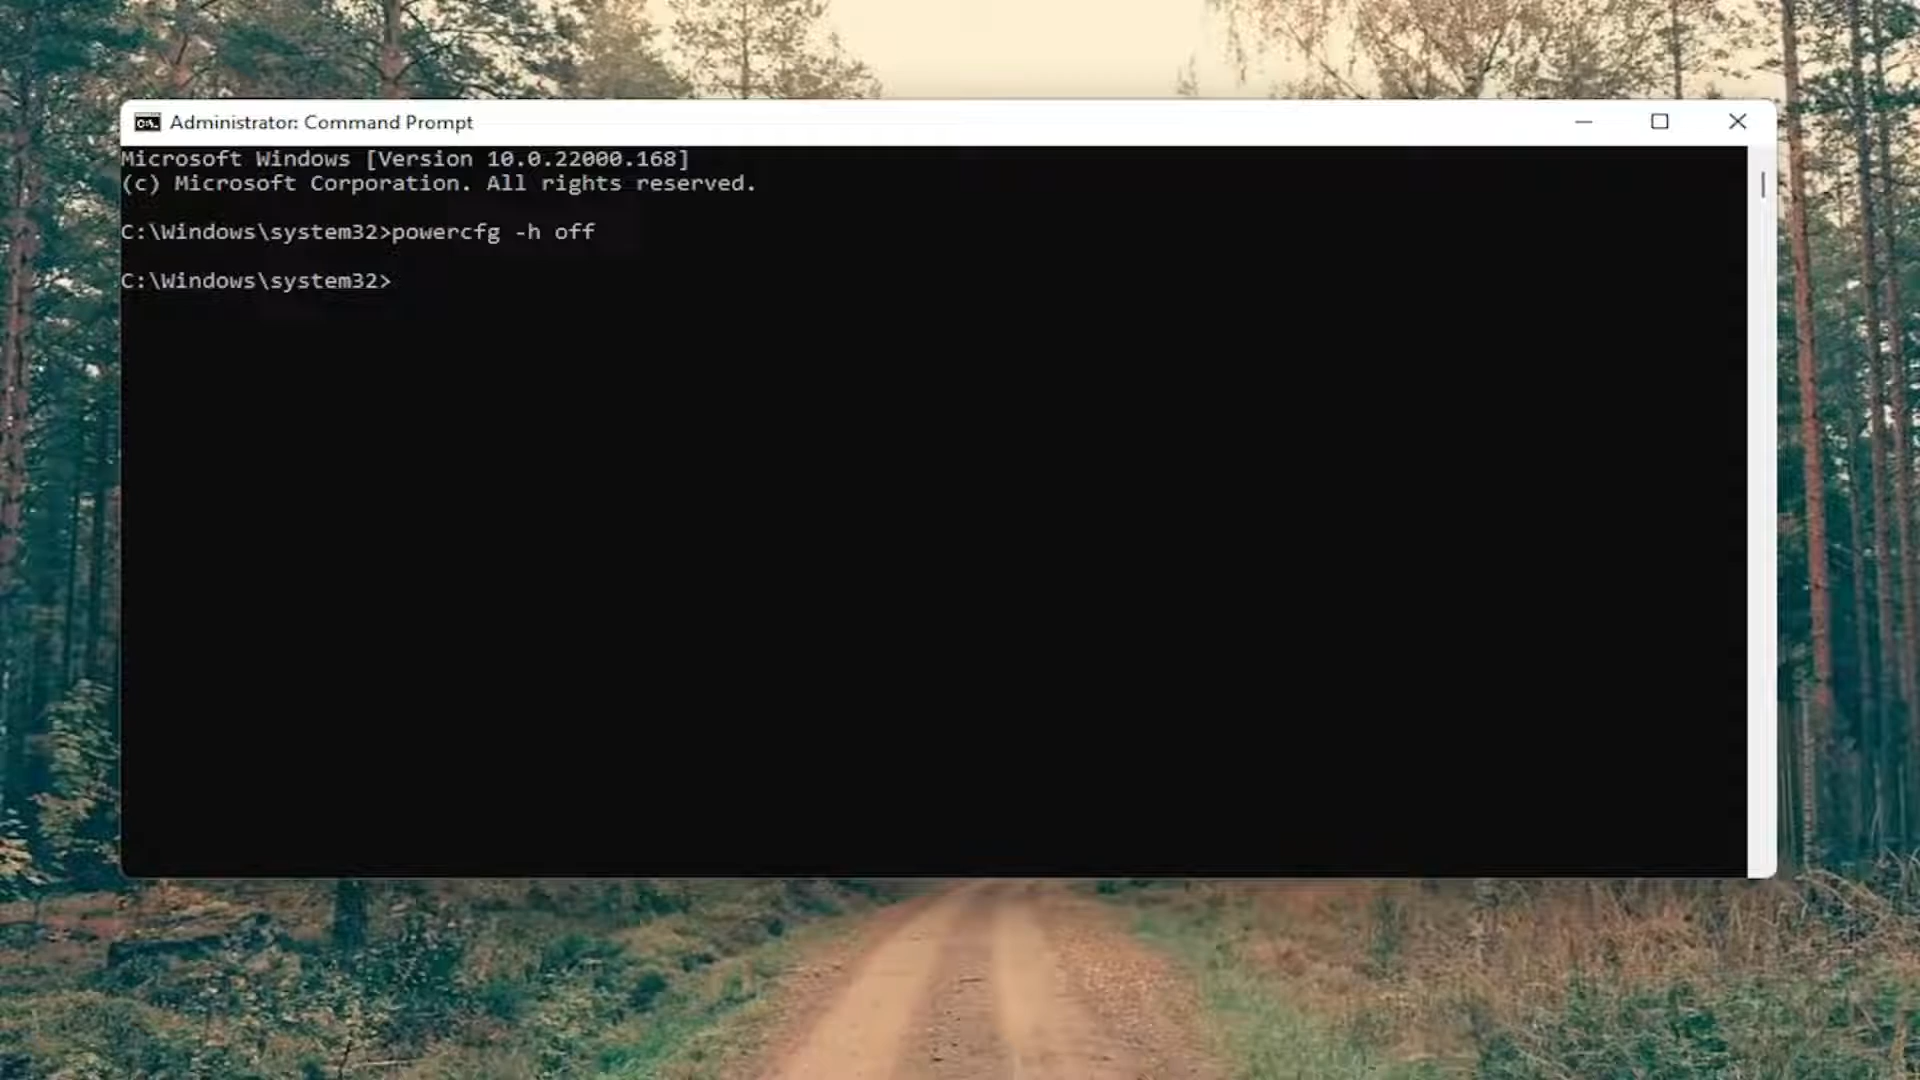 Administrator: Command Prompt
Microsoft Windows [Version 10.0.22000.168]
(c) Microsoft Corporation. All rights reserved.
C:\Windows\system32>powercfg -h off
C:\Windows\system32>